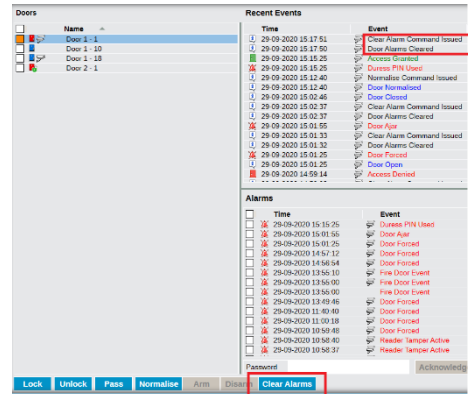 Doors
Name
Door 1 - 1
Door 1 - 10
Door 1 - 18
Door 2 - 1
Recent Events
Time Event
29-09-2020 15:17:51 Clear Alarm Command Issued
29-09-2020 15:17:50 Door Alarms Cleared
29-09-2020 15:15:25 Access Granted
29-09-2020 15:15:25 Duress PIN Used
29-09-2020 15:12:40 Normalise Command Issued
29-09-2020 15:12:40 Door Normalised
29-09-2020 15:02:46 Door Closed
29-09-2020 15:02:37 Clear Alarm Command Issued
29-09-2020 15:02:37 Door Alarms Cleared
29-09-2020 15:01:55 Door Ajar
29-09-2020 15:01:33 Clear Alarm Command Issued
29-09-2020 15:01:32 Door Alarms Cleared
29-09-2020 15:01:25 Door Forced
29-09-2020 15:01:25 Door Open
29-09-2020 14:59:14 Access Denied
Alarms
Time Event
29-09-2020 15:15:25 Duress PIN Used
29-09-2020 15:01:55 Door Ajar
29-09-2020 15:01:25 Door Forced
29-09-2020 14:57:12 Door Forced
29-09-2020 14:56:54 Door Forced
29-09-2020 13:55:10 Fire Door Event
29-09-2020 13:55:00 Fire Door Event
29-09-2020 13:55:00 Fire Door Event
29-09-2020 13:49:46 Door Forced
29-09-2020 11:40:40 Door Forced
29-09-2020 11:00:18 Door Forced
29-09-2020 10:59:48 Door Forced
29-09-2020 10:58:40 Reader Tamper Active
29-09-2020 10:58:37 Reader Tamper Active
Password Acknowledg
Lock Unlock Pass Normalise Arm Disarm Clear Alarms